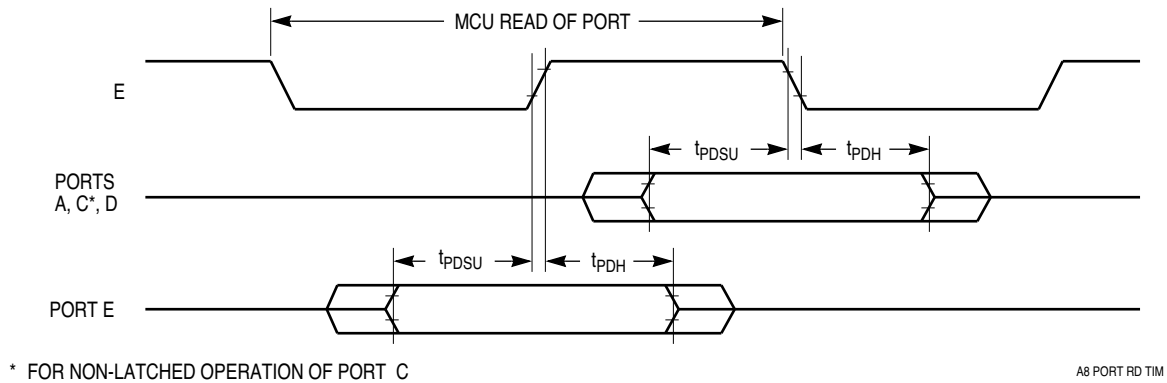 MCU READ OF PORT
E
tPDSU
tPDH
PORTS
A, C*, D
tPDSU
tPDH
PORT E
* FOR NON-LATCHED OPERATION OF PORT C
A8 PORT RD TIM